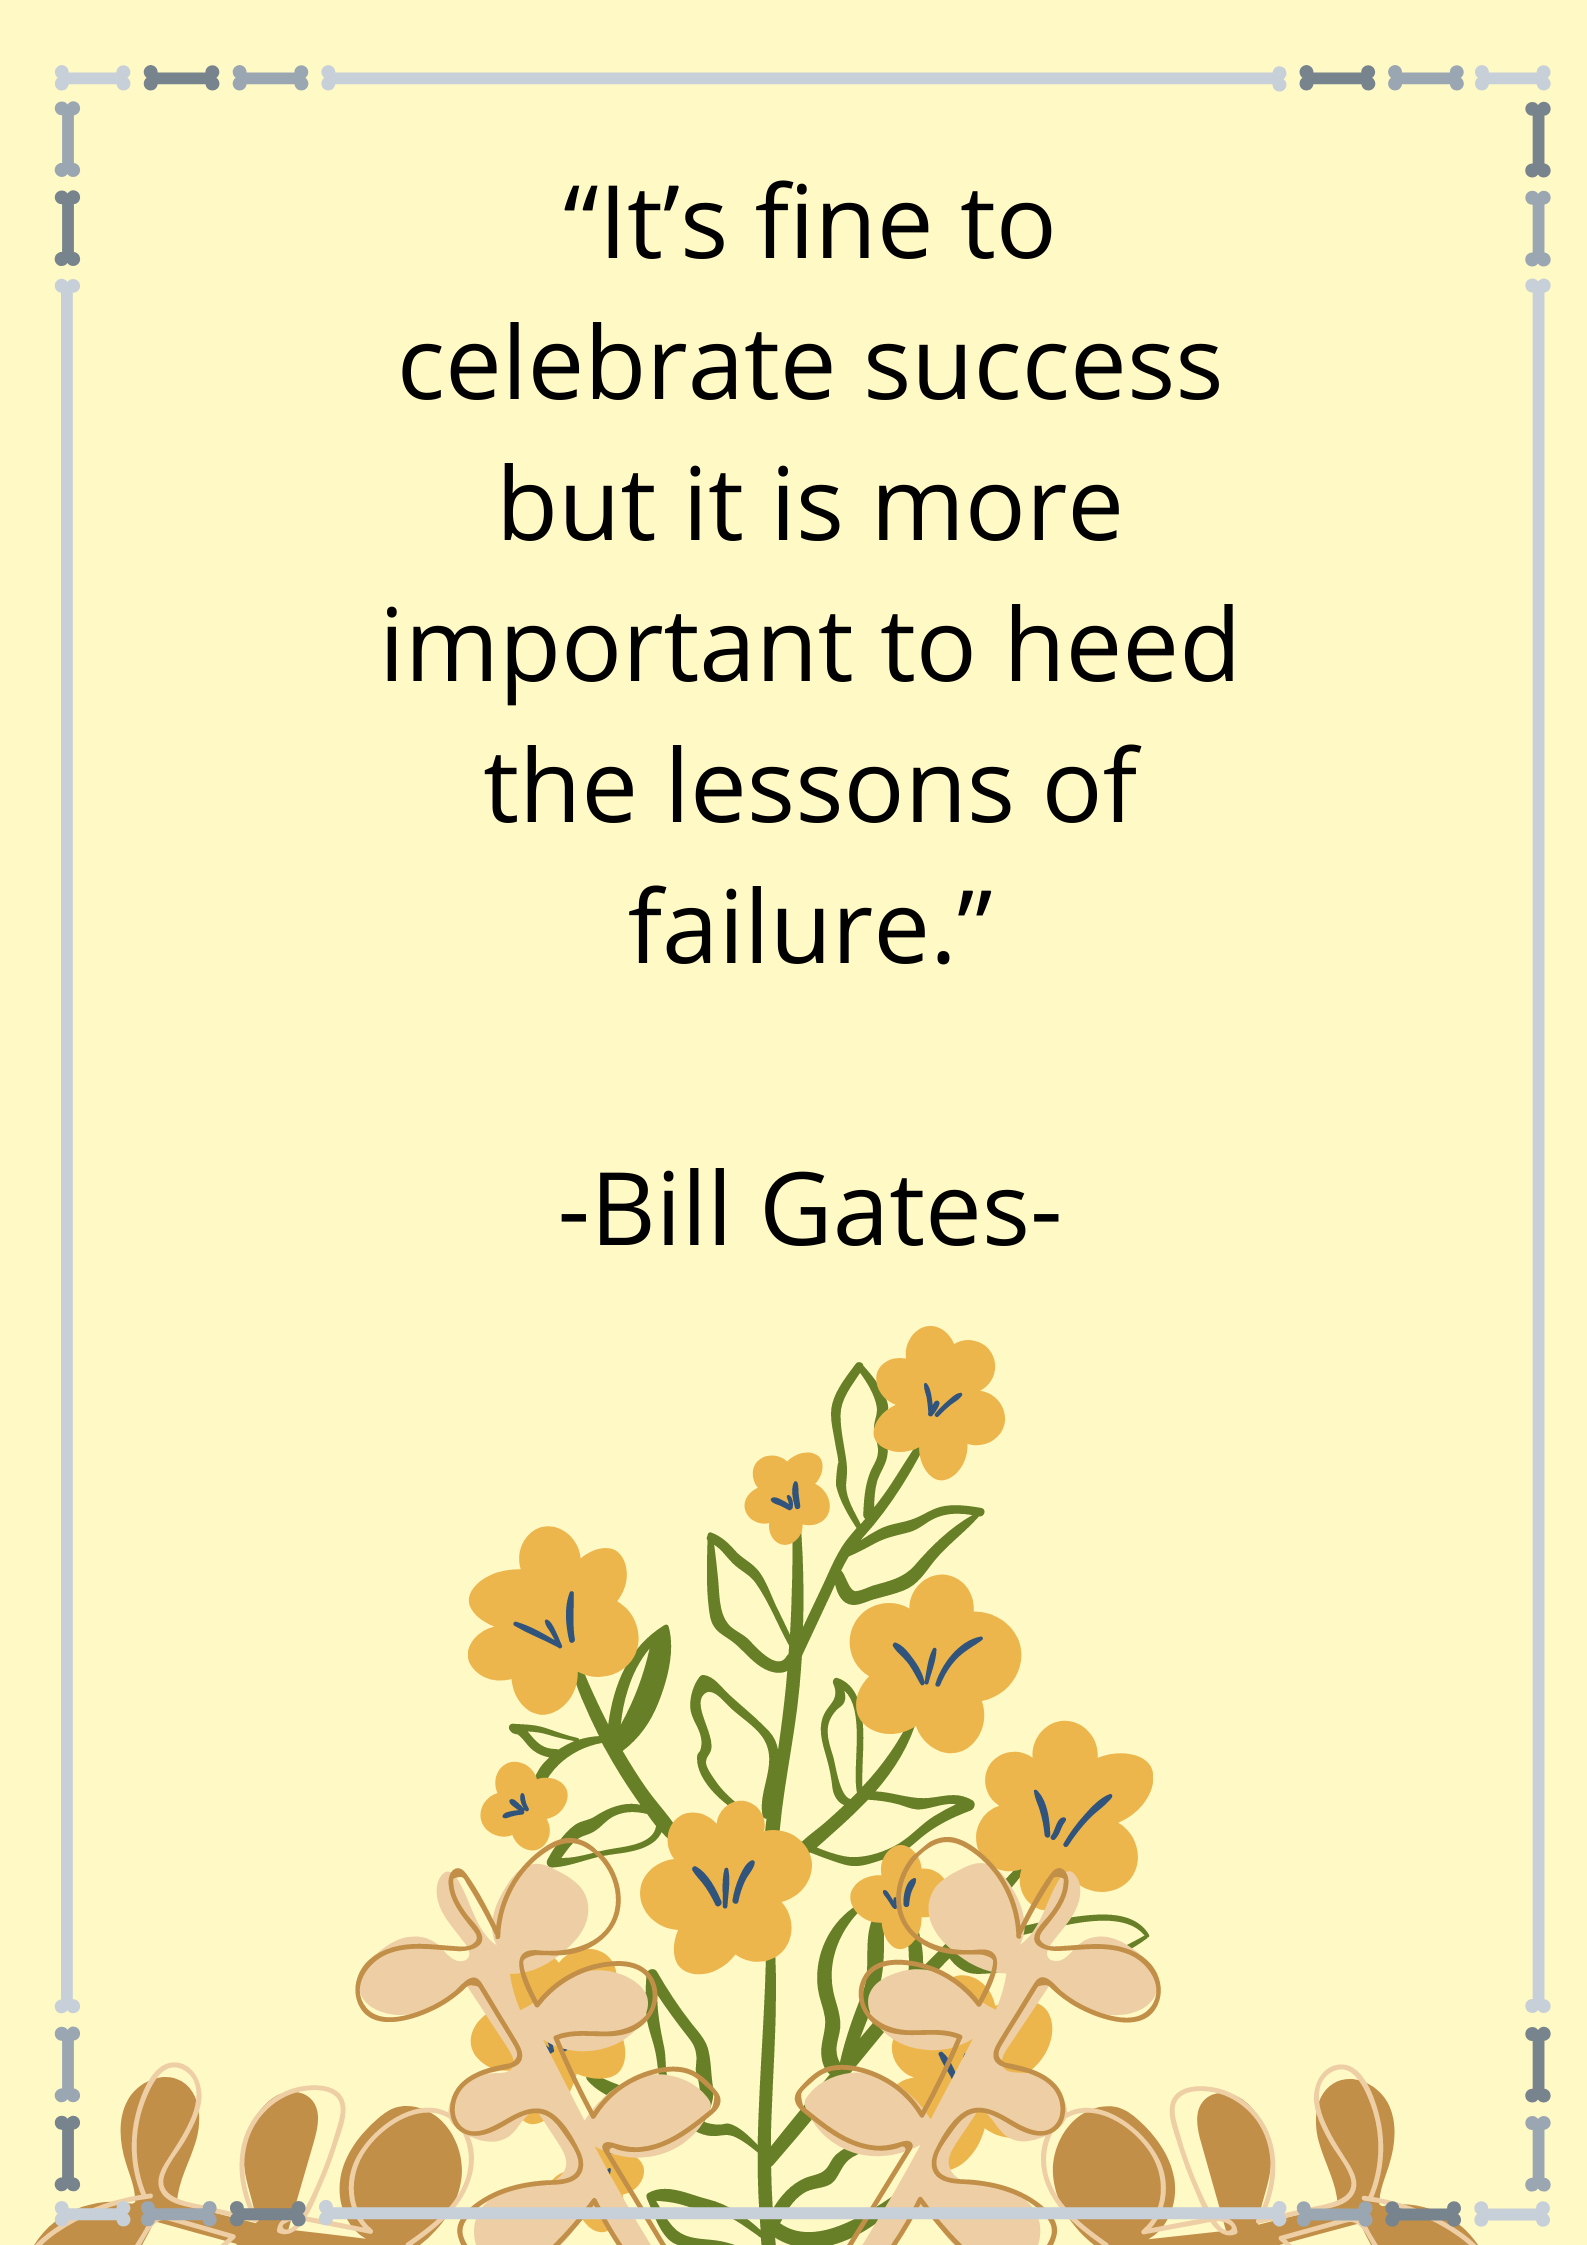 “It’s fine to
celebrate success
but it is more
important to heed
the lessons of
failure.”
-Bill Gates-